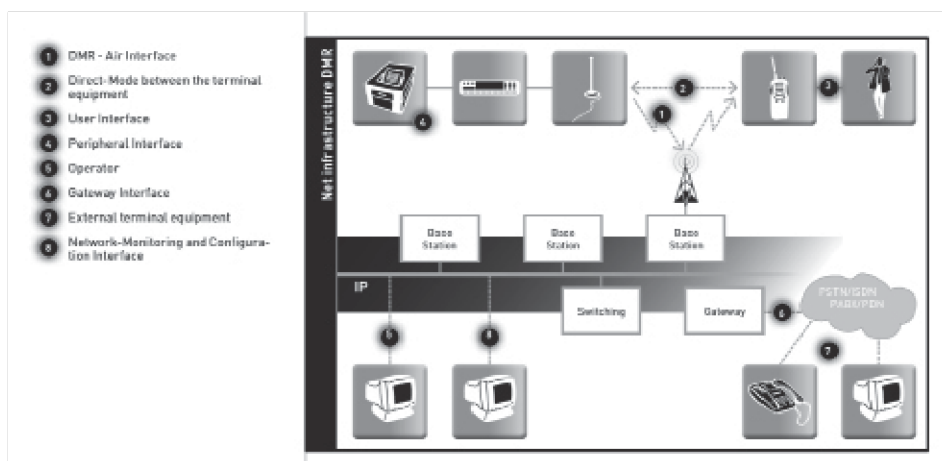 1 DMR - Air Interface
2 Direct-Mode between the terminal
equipment
3 User Interface
4 Peripheral Interface
5 Operator
6 Gateway Interface
7 External terminal equipment
8 Network-Monitoring and Configura-
tion Interface
Net infrastructure DMR
4
2
1
3
Base
Station
Base
Station
Base
Station
IP
Switching
Gateway
6
PSTN/ISDN
PABX/PDN
5
8
7